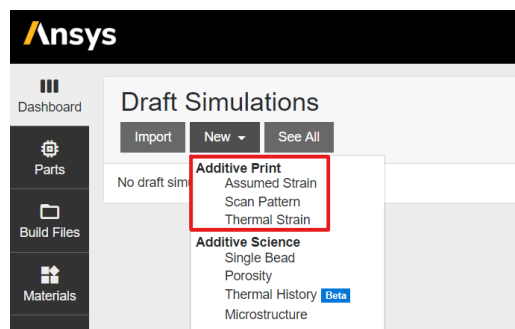 Ansys
Dashboard
Draft Simulations
Import New See All
Parts
Additive Print
No draft sim
Assumed Strain
Scan Pattern
Thermal Strain
Build Files
Additive Science
Single Bead
Porosity
Materials
Thermal History Beta
Microstructure